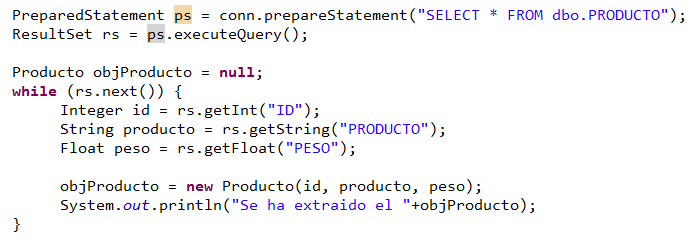 PreparedStatement ps = conn.prepareStatement("SELECT * FROM dbo.PRODUCTO");
ResultSet rs = ps.executeQuery();

Producto objProducto = null;
while (rs.next()) {
     Integer id = rs.getInt("ID");
     String producto = rs.getString("PRODUCTO");
     Float peso = rs.getFloat("PESO");

     objProducto = new Producto(id, producto, peso);
     System.out.println("Se ha extraido el "+objProducto);
}